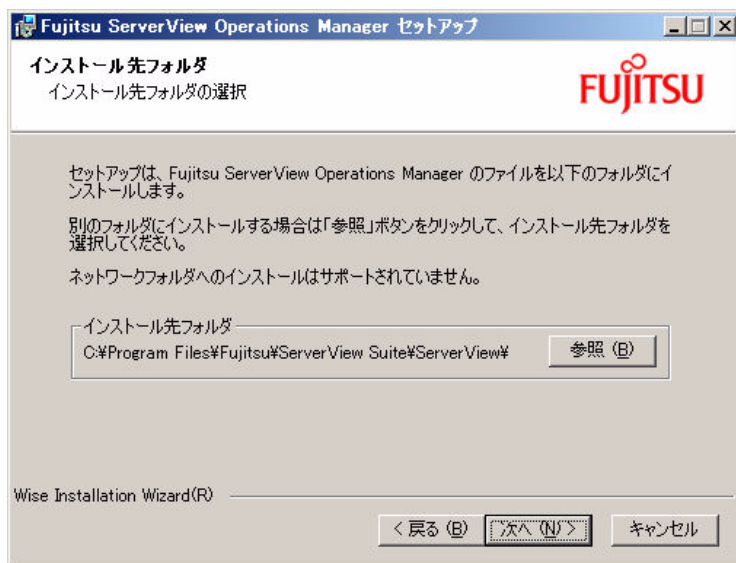 Fujitsu ServerView Operations Manager セットアップ
インストール先フォルダ
インストール先フォルダの選択
FUJITSU
セットアップは、Fujitsu ServerView Operations Manager のファイルを以下のフォルダにイ
ンストールします。
別のフォルダにインストールする場合は「参照」ボタンをクリックして、インストール先フォルダを
選択してください。
ネットワークフォルダへのインストールはサポートされていません。
インストール先フォルダ
C:¥Program Files¥Fujitsu¥ServerView Suite¥ServerView¥
参照 (B)
Wise Installation Wizard(R)
< 戻る (B)
次へ (N) >
キャンセル